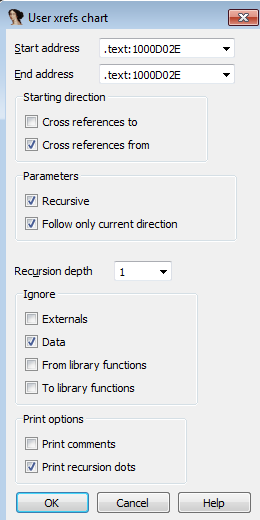 User xrefs chart
Start address .text:1000D02E
End address .text:1000D02E
Starting direction
Cross references to
Cross references from
Parameters
Recursive
Follow only current direction
Recursion depth 1
Ignore
Externals
Data
From library functions
To library functions
Print options
Print comments
Print recursion dots
OK Cancel Help